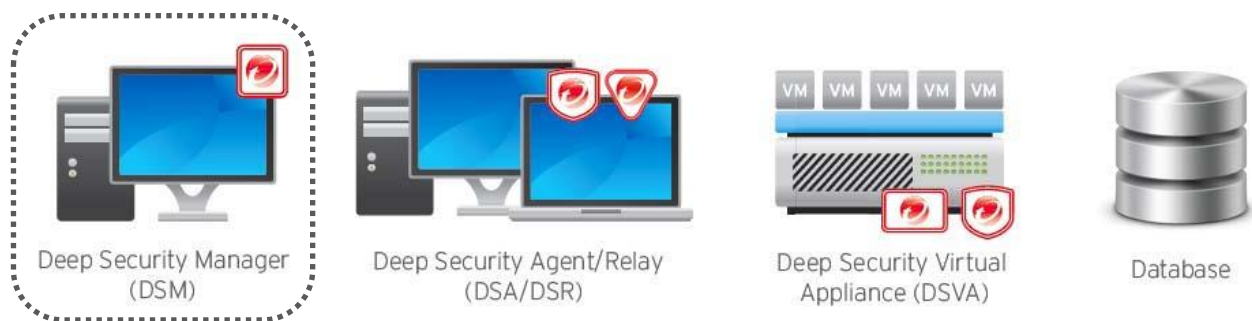 VM VM VM VM VM
Deep Security Manager
(DSM)
Deep Security Agent/Relay
(DSA/DSR)
Deep Security Virtual
Appliance (DSVA)
Database